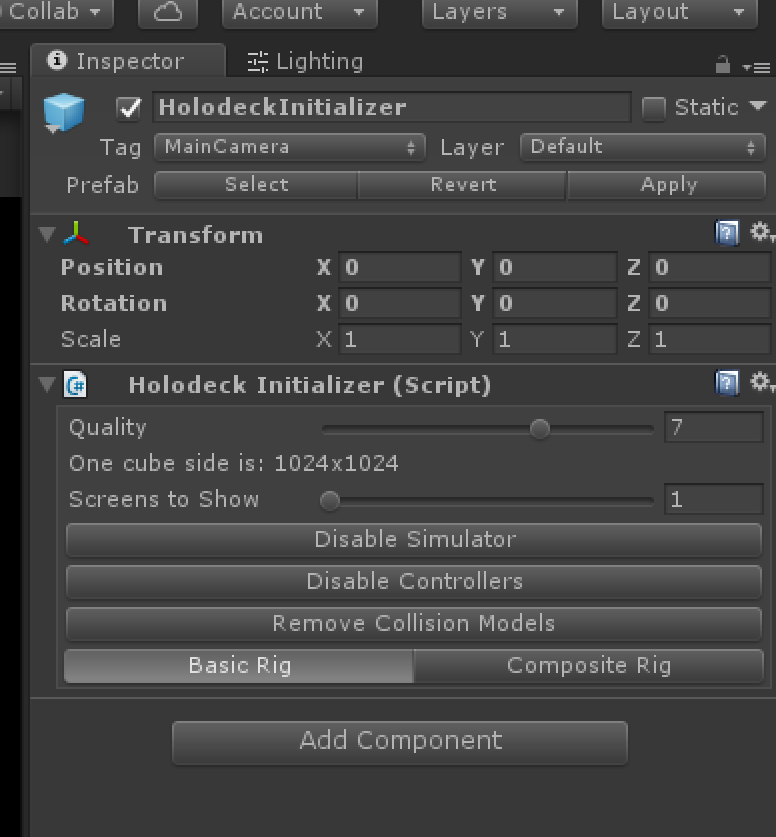 Collab Account Layers Layout
Inspector Lighting
HolodeckInitializer Static
Tag MainCamera Layer Default
Prefab Select Revert Apply
Transform
Position X 0 Y 0 Z 0
Rotation X 0 Y 0 Z 0
Scale X 1 Y 1 Z 1
C# Holodeck Initializer (Script)
Quality 7
One cube side is: 1024x1024
Screens to Show 1
Disable Simulator
Disable Controllers
Remove Collision Models
Basic Rig Composite Rig
Add Component